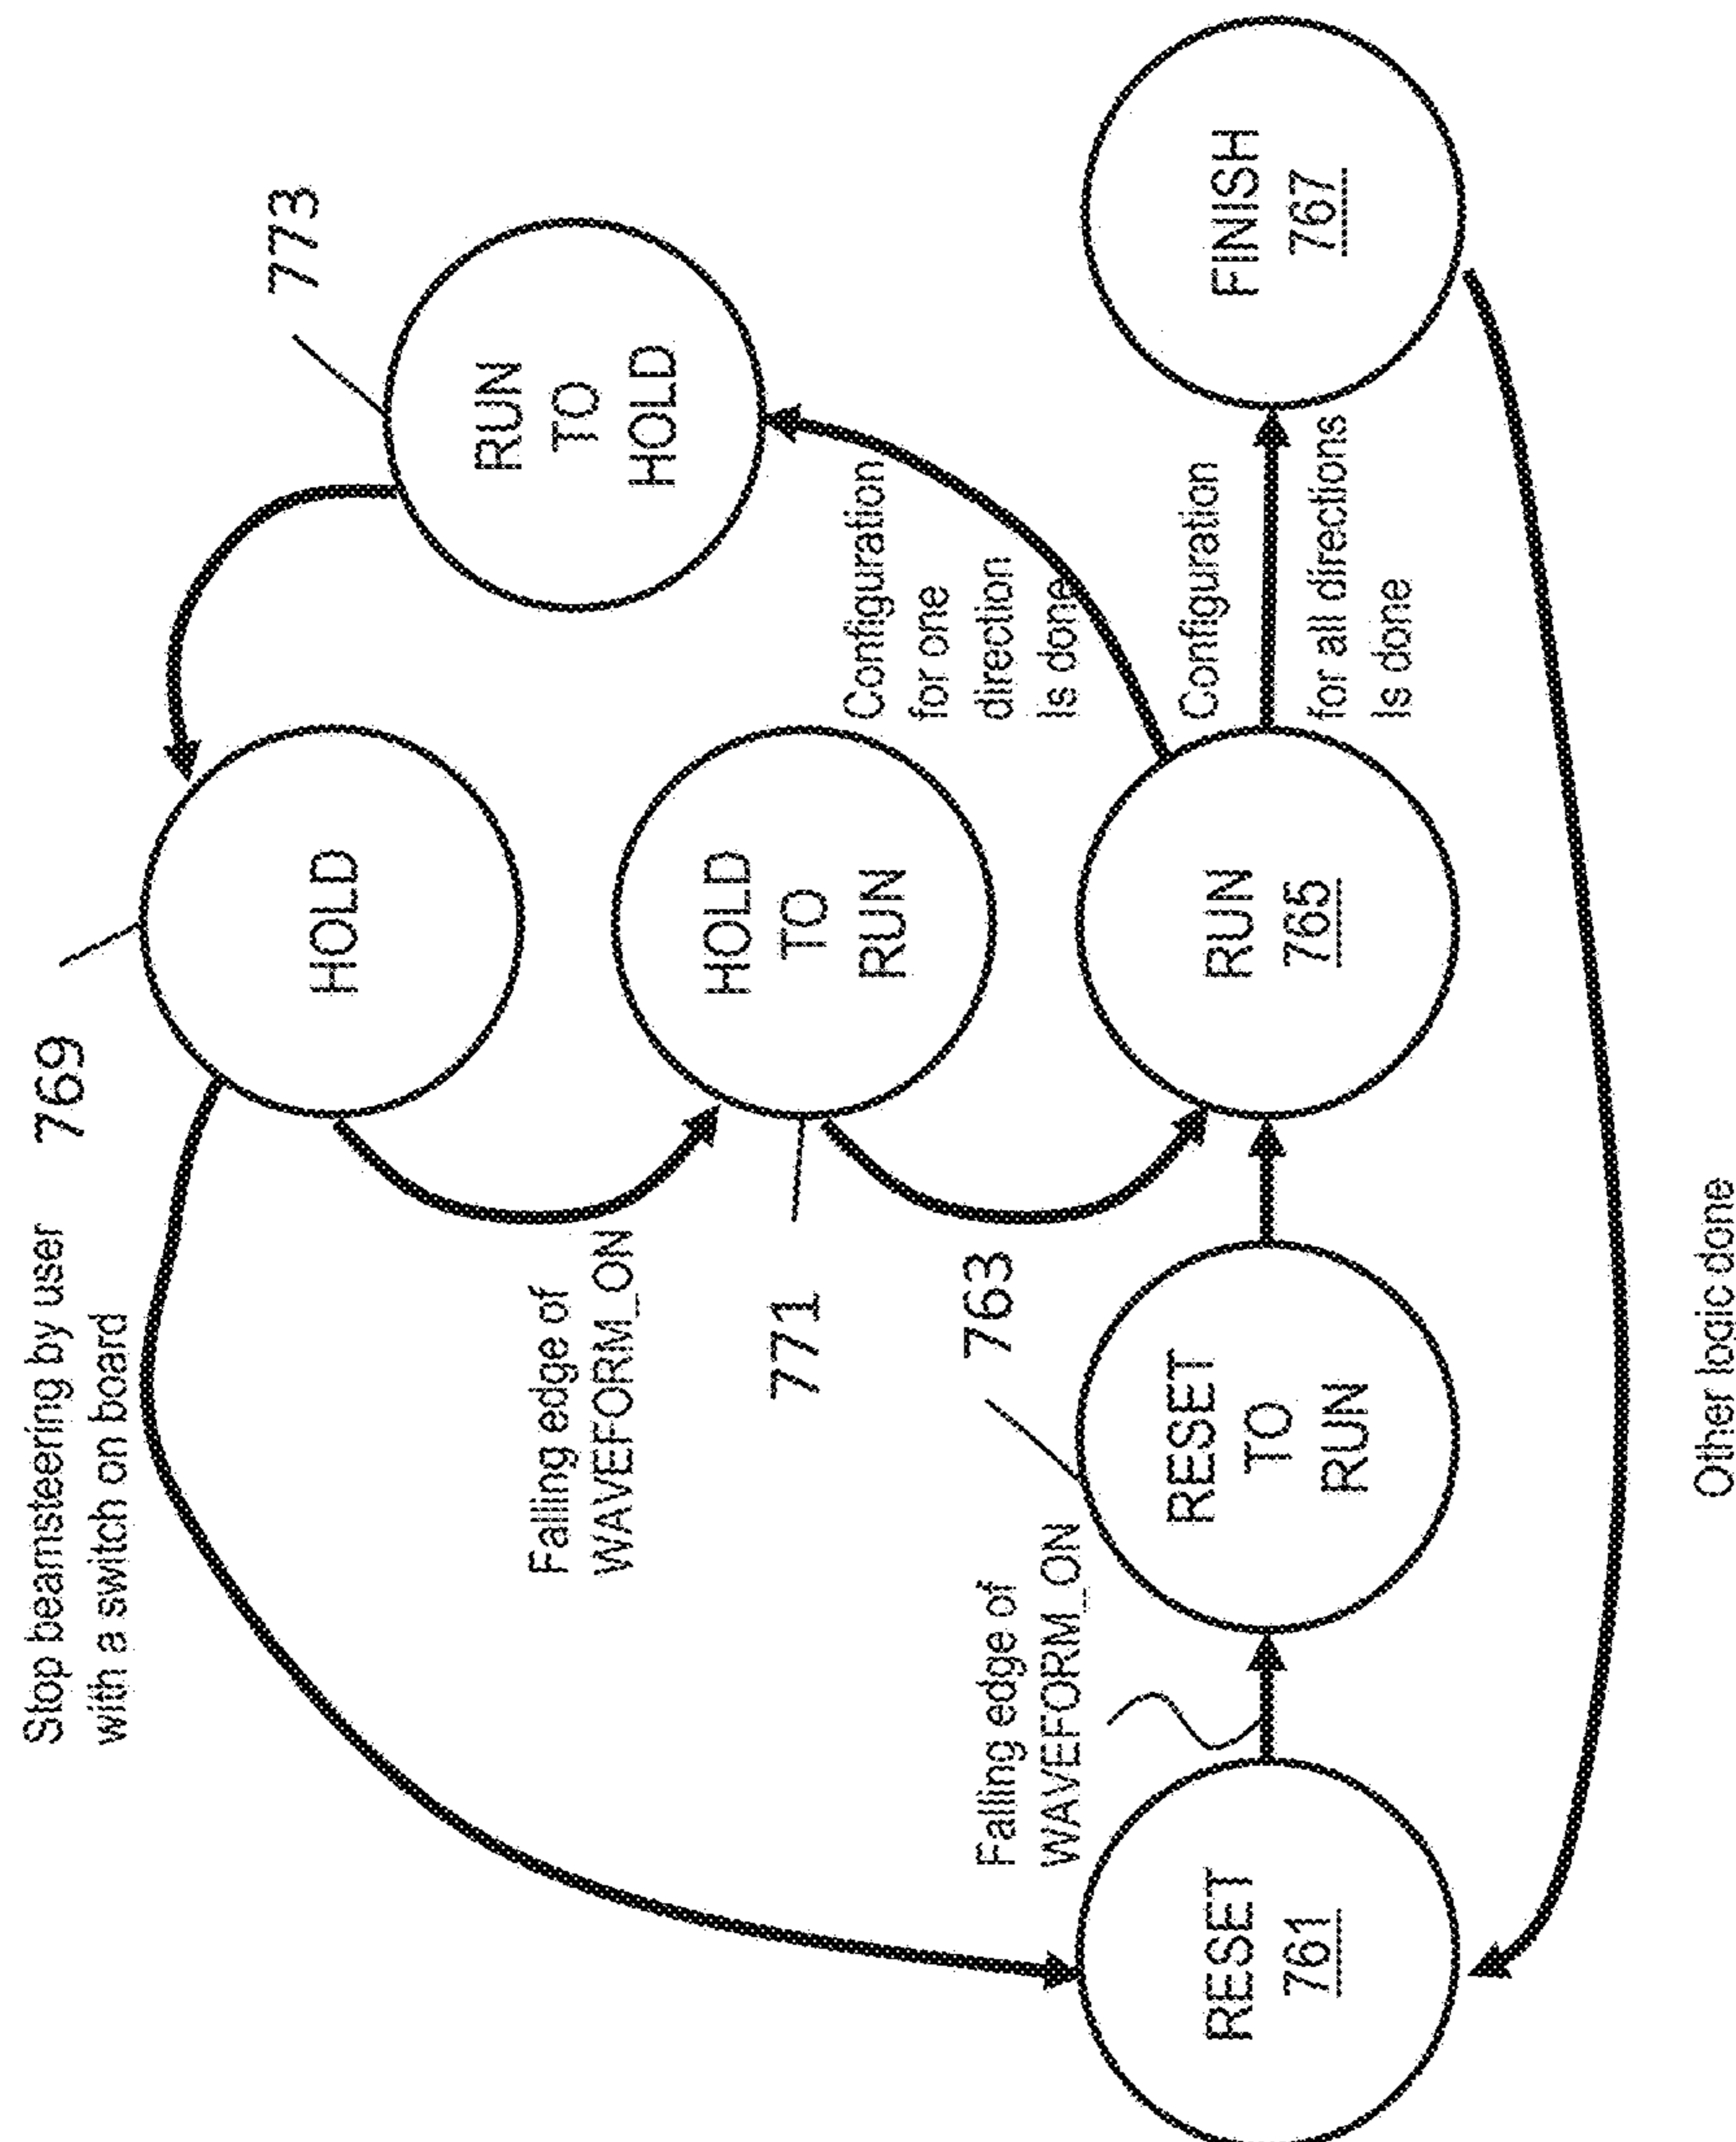 Stop beamsteering by user
with a switch on board
769
HOLD
773
RUN
TO
HOLD
Falling edge of
WAVEFORM_ON
771
HOLD
TO
RUN
Configuration
for one
direction
is done
Falling edge of
WAVEFORM_ON
763
RESET
761
RESET
TO
RUN
RUN
765
Configuration
for all directions
is done
FINISH
767
Other logic done